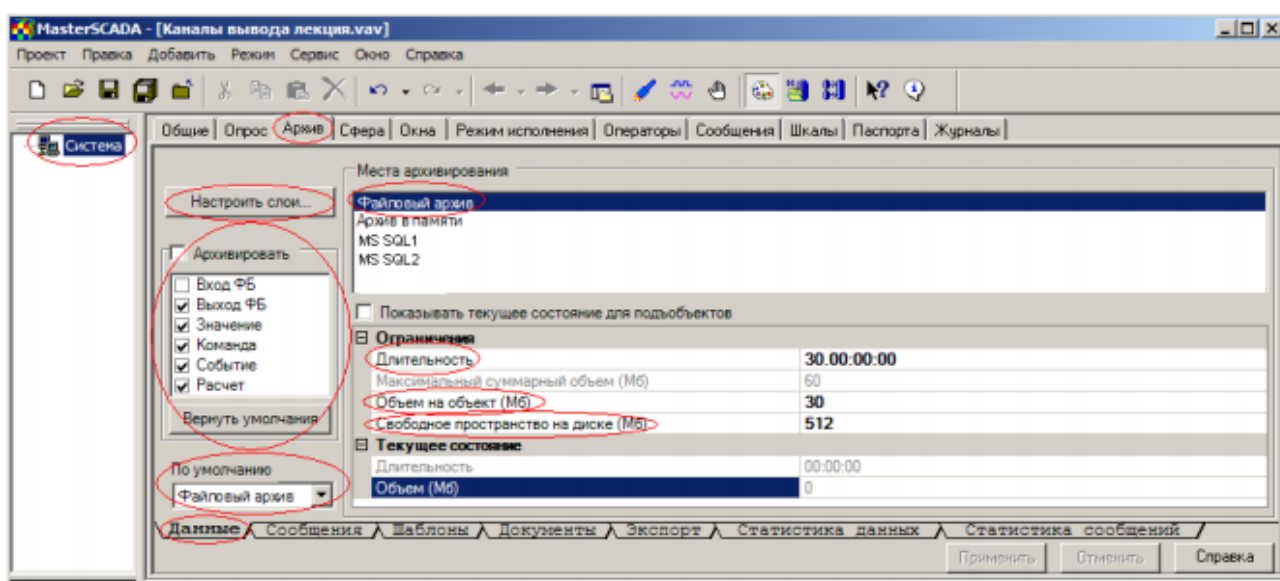 MasterSCADA - [Каналы вывода лекция.vav]
Проект Правка Добавить Режим Сервис Окно Справка
Общие Опрос Архив Сфера Окна Режим исполнения Операторы Сообщения Шкалы Паспорта Журналы
Система
Места архивирования
Настроить слои...
Файловый архив
Архив в памяти
MS SQL1
MS SQL2
Архивировать
Вход ФБ
Выход ФБ
Значение
Команда
Событие
Расчет
Вернуть умолчания
Показывать текущее состояние для подъобъектов
Ограничения
Длительность 30.00:00:00
Максимальный суммарный объем (Мб) 60
Объем на объект (Мб) 30
Свободное пространство на диске (Мб) 512
Текущее состояние
Длительность 00:00:00
Объем (Мб) 0
По умолчанию
Файловый архив
Данные Сообщения Шаблоны Документы Экспорт Статистика данных Статистика сообщений
Применить Отменить Справка